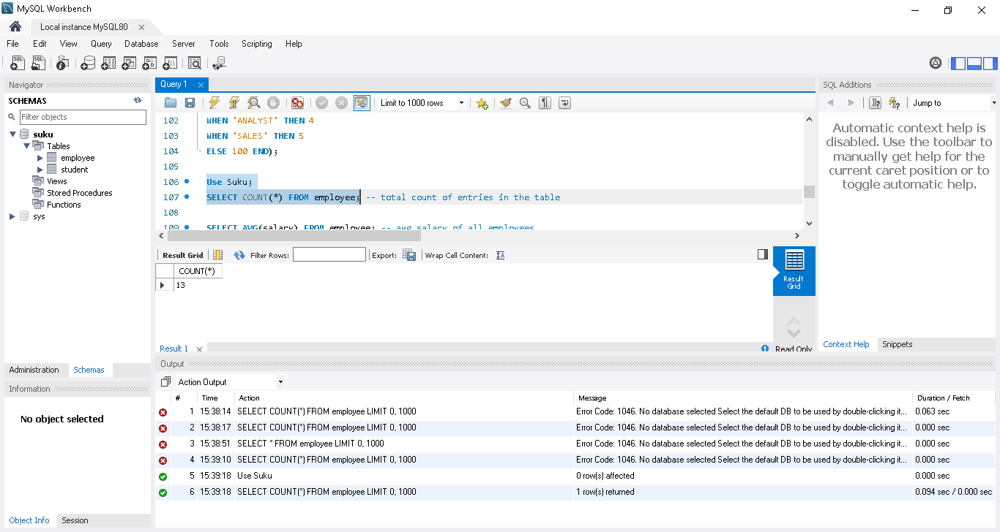 MySQL Workbench
Local instance MySQL80
File Edit View Query Database Server Tools Scripting Help
Navigator
SCHEMAS
Filter objects
suku
Tables
employee
student
Views
Stored Procedures
Functions
sys
Administration Schemas
Information
No object selected
Object Info Session
Query 1
Limit to 1000 rows
102 WHEN 'ANALYST' THEN 4
103 WHEN 'SALES' THEN 5
104 ELSE 100 END);
105
106 Use Suku;
107 SELECT COUNT(*) FROM employee; -- total count of entries in the table
108
109 SELECT AVG(salary) FROM employee; -- avg salary of all employees
Result Grid Filter Rows: Export: Wrap Cell Content:
COUNT(*)
13
Result Grid
Result 1
Read Only
SQL Additions
Jump to
Automatic context help is
disabled. Use the toolbar to
manually get help for the
current caret position or to
toggle automatic help.
Context Help Snippets
Output
Action Output
# Time Action Message Duration / Fetch
1 15:38:14 SELECT COUNT(*) FROM employee LIMIT 0, 1000 Error Code: 1046. No database selected Select the default DB to be used by double-clicking it... 0.063 sec
2 15:38:17 SELECT COUNT(*) FROM employee LIMIT 0, 1000 Error Code: 1046. No database selected Select the default DB to be used by double-clicking it... 0.000 sec
3 15:38:51 SELECT * FROM employee LIMIT 0, 1000 Error Code: 1046. No database selected Select the default DB to be used by double-clicking it... 0.000 sec
4 15:39:10 SELECT COUNT(*) FROM employee LIMIT 0, 1000 Error Code: 1046. No database selected Select the default DB to be used by double-clicking it... 0.000 sec
5 15:39:18 Use Suku 0 row(s) affected 0.000 sec
6 15:39:18 SELECT COUNT(*) FROM employee LIMIT 0, 1000 1 row(s) returned 0.094 sec / 0.000 sec